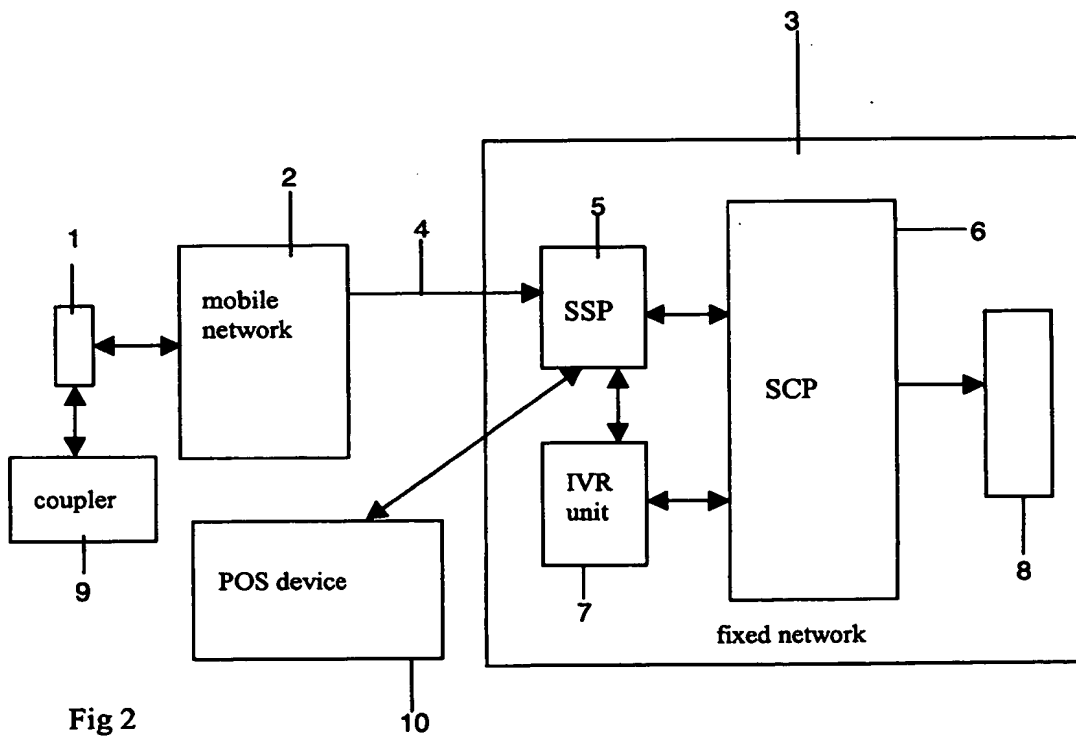 3
2
1
4
5
6
mobile
network
SSP
SCP
coupler
IVR
unit
9
POS device
7
8
fixed network
10
Fig 2